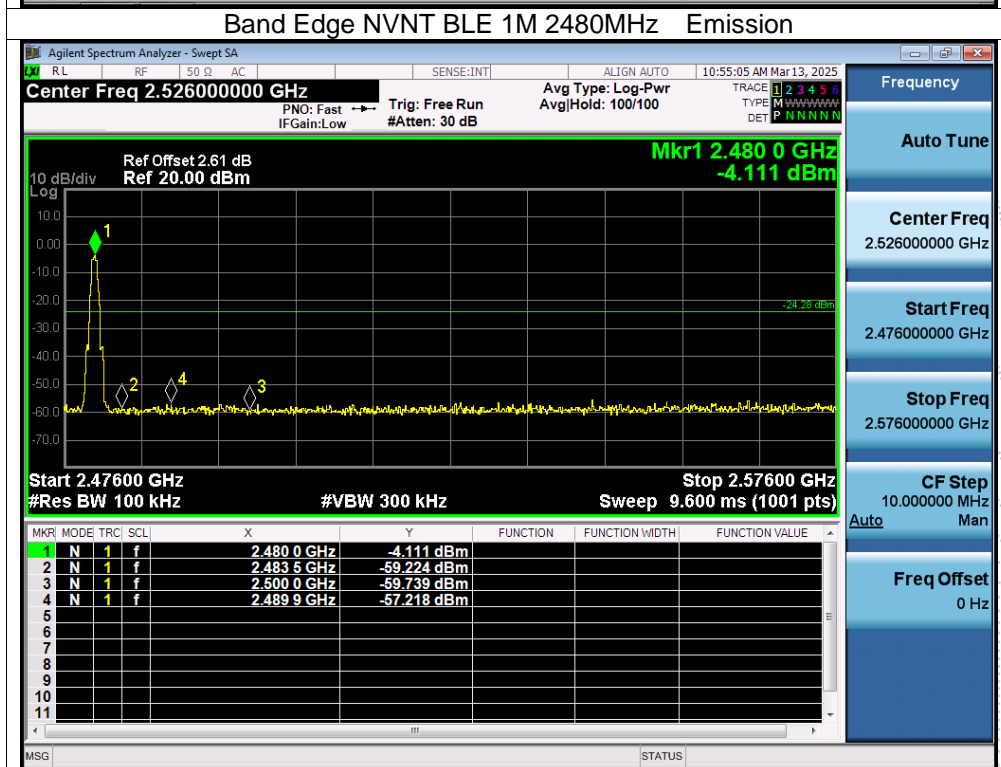 Band Edge NVNT BLE 1M 2480MHz Emission
Agilent Spectrum Analyzer - Swept SA
LXI RL RF 50 Ω AC SENSE:INT ALIGN AUTO 10:55:05 AM Mar 13, 2025
Center Freq 2.526000000 GHz
PNO: Fast
IFGain:Low
Trig: Free Run
#Atten: 30 dB
Avg Type: Log-Pwr
Avg|Hold: 100/100
TRACE 1 2 3 4 5 6
TYPE M WWWWW
DET P N N N N N
Mkr1 2.480 0 GHz
-4.111 dBm
Ref Offset 2.61 dB
10 dB/div Ref 20.00 dBm
Log
10.0
0.00
-10.0
-20.0
-30.0
-40.0
-50.0
-60.0
-70.0
1
-24.28 dBm
2
4
3
Start 2.47600 GHz Stop 2.57600 GHz
#Res BW 100 kHz #VBW 300 kHz Sweep 9.600 ms (1001 pts)
MKR MODE TRC SCL X Y FUNCTION FUNCTION WIDTH FUNCTION VALUE
1 N 1 f 2.480 0 GHz -4.111 dBm
2 N 1 f 2.483 5 GHz -59.224 dBm
3 N 1 f 2.500 0 GHz -59.739 dBm
4 N 1 f 2.489 9 GHz -57.218 dBm
5
6
7
8
9
10
11
MSG STATUS
Frequency
Auto Tune
Center Freq
2.526000000 GHz
Start Freq
2.476000000 GHz
Stop Freq
2.576000000 GHz
CF Step
10.000000 MHz
Auto Man
Freq Offset
0 Hz